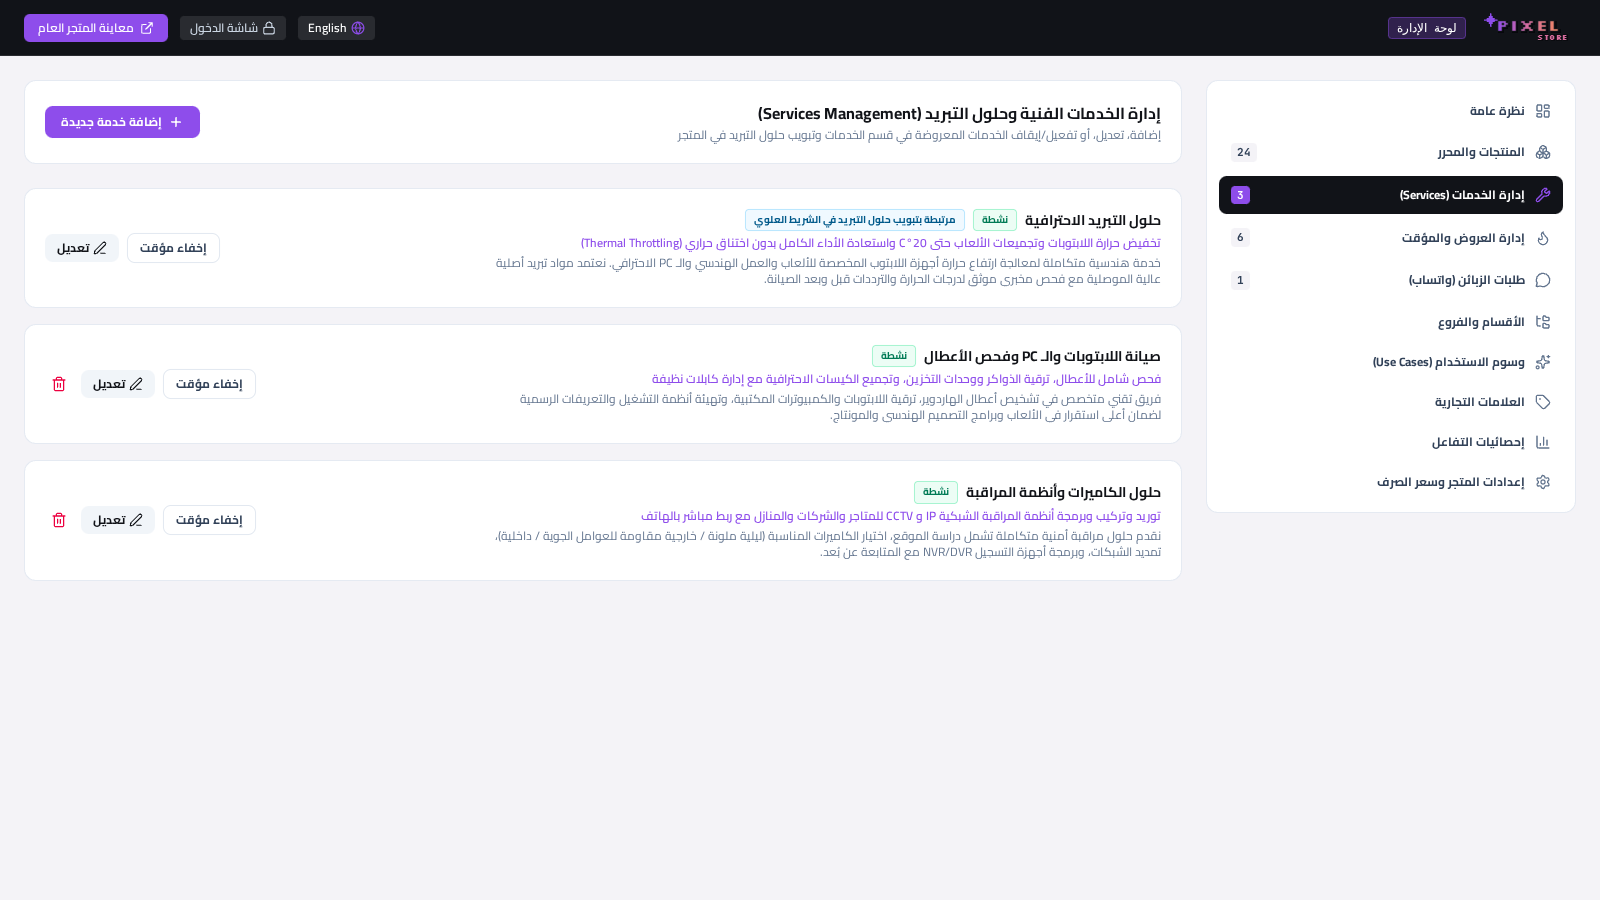 PIXEL
STORE
لوحة الإدارة
English
شاشة الدخول
معاينة المتجر العام
نظرة عامة
المنتجات والمحرر
24
إدارة الخدمات (Services)
3
إدارة العروض والمؤقت
6
طلبات الزبائن (واتساب)
1
الأقسام والفروع
وسوم الاستخدام (Use Cases)
العلامات التجارية
إحصائيات التفاعل
إعدادات المتجر وسعر الصرف
إدارة الخدمات الفنية وحلول التبريد (Services Management)
إضافة، تعديل، أو تفعيل/إيقاف الخدمات المعروضة في قسم الخدمات وتبويب حلول التبريد في المتجر
إضافة خدمة جديدة
حلول التبريد الاحترافية
نشطة
مرتبطة بتبويب حلول التبريد في الشريط العلوي
تخفيض حرارة اللابتوبات وتجميعات الألعاب حتى 20°C واستعادة الأداء الكامل بدون اختناق حراري (Thermal Throttling)
خدمة هندسية متكاملة لمعالجة ارتفاع حرارة أجهزة اللابتوب المخصصة للألعاب والعمل الهندسي والـ PC الاحترافي. نعتمد مواد تبريد أصلية
عالية الموصلية مع فحص مخبري موثق لدرجات الحرارة والترددات قبل وبعد الصيانة.
إخفاء مؤقت
تعديل
صيانة اللابتوبات والـ PC وفحص الأعطال
نشطة
فحص شامل للأعطال، ترقية الذواكر ووحدات التخزين، وتجميع الكيسات الاحترافية مع إدارة كابلات نظيفة
فريق تقني متخصص في تشخيص أعطال الهاردوير، ترقية اللابتوبات والكمبيوترات المكتبية، وتهيئة أنظمة التشغيل والتعريفات الرسمية
لضمان أعلى استقرار في الألعاب وبرامج التصميم الهندسي والمونتاج.
إخفاء مؤقت
تعديل
حلول الكاميرات وأنظمة المراقبة
نشطة
توريد وتركيب وبرمجة أنظمة المراقبة الشبكية IP و CCTV للمتاجر والشركات والمنازل مع ربط مباشر بالهاتف
نقدم حلول مراقبة أمنية متكاملة تشمل دراسة الموقع، اختيار الكاميرات المناسبة (ليلية ملونة / خارجية مقاومة للعوامل الجوية / داخلية)،
تمديد الشبكات، وبرمجة أجهزة التسجيل NVR/DVR مع المتابعة عن بُعد.
إخفاء مؤقت
تعديل